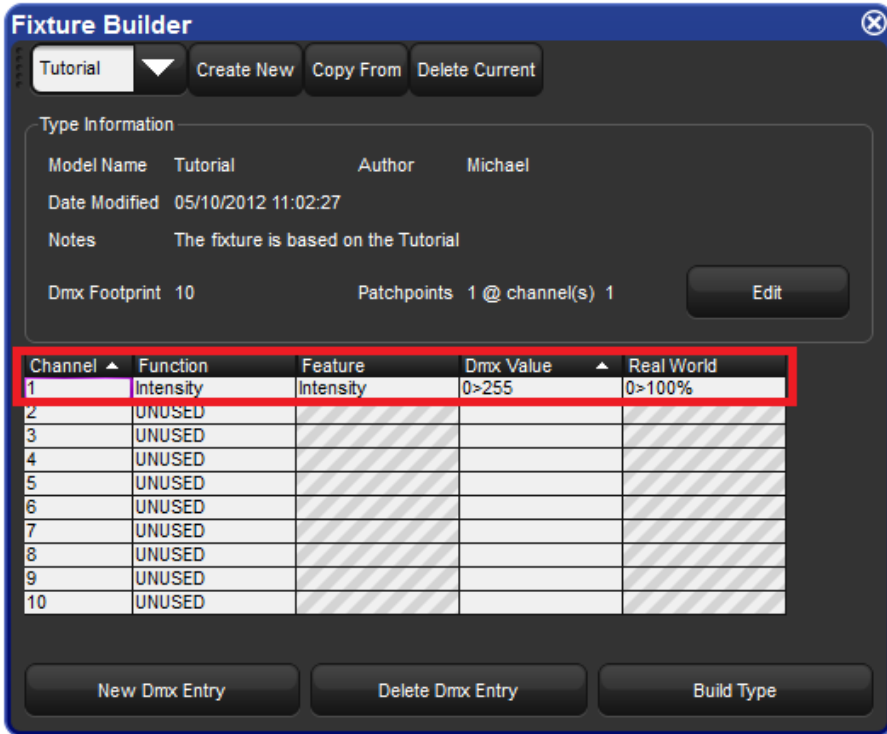 Fixture Builder
Tutorial Create New Copy From Delete Current
Type Information
Model Name Tutorial Author Michael
Date Modified 05/10/2012 11:02:27
Notes The fixture is based on the Tutorial
Dmx Footprint 10 Patchpoints 1 @ channel(s) 1 Edit
Channel Function Feature Dmx Value Real World
1 Intensity Intensity 0>255 0>100%
2 UNUSED
3 UNUSED
4 UNUSED
5 UNUSED
6 UNUSED
7 UNUSED
8 UNUSED
9 UNUSED
10 UNUSED
New Dmx Entry Delete Dmx Entry Build Type